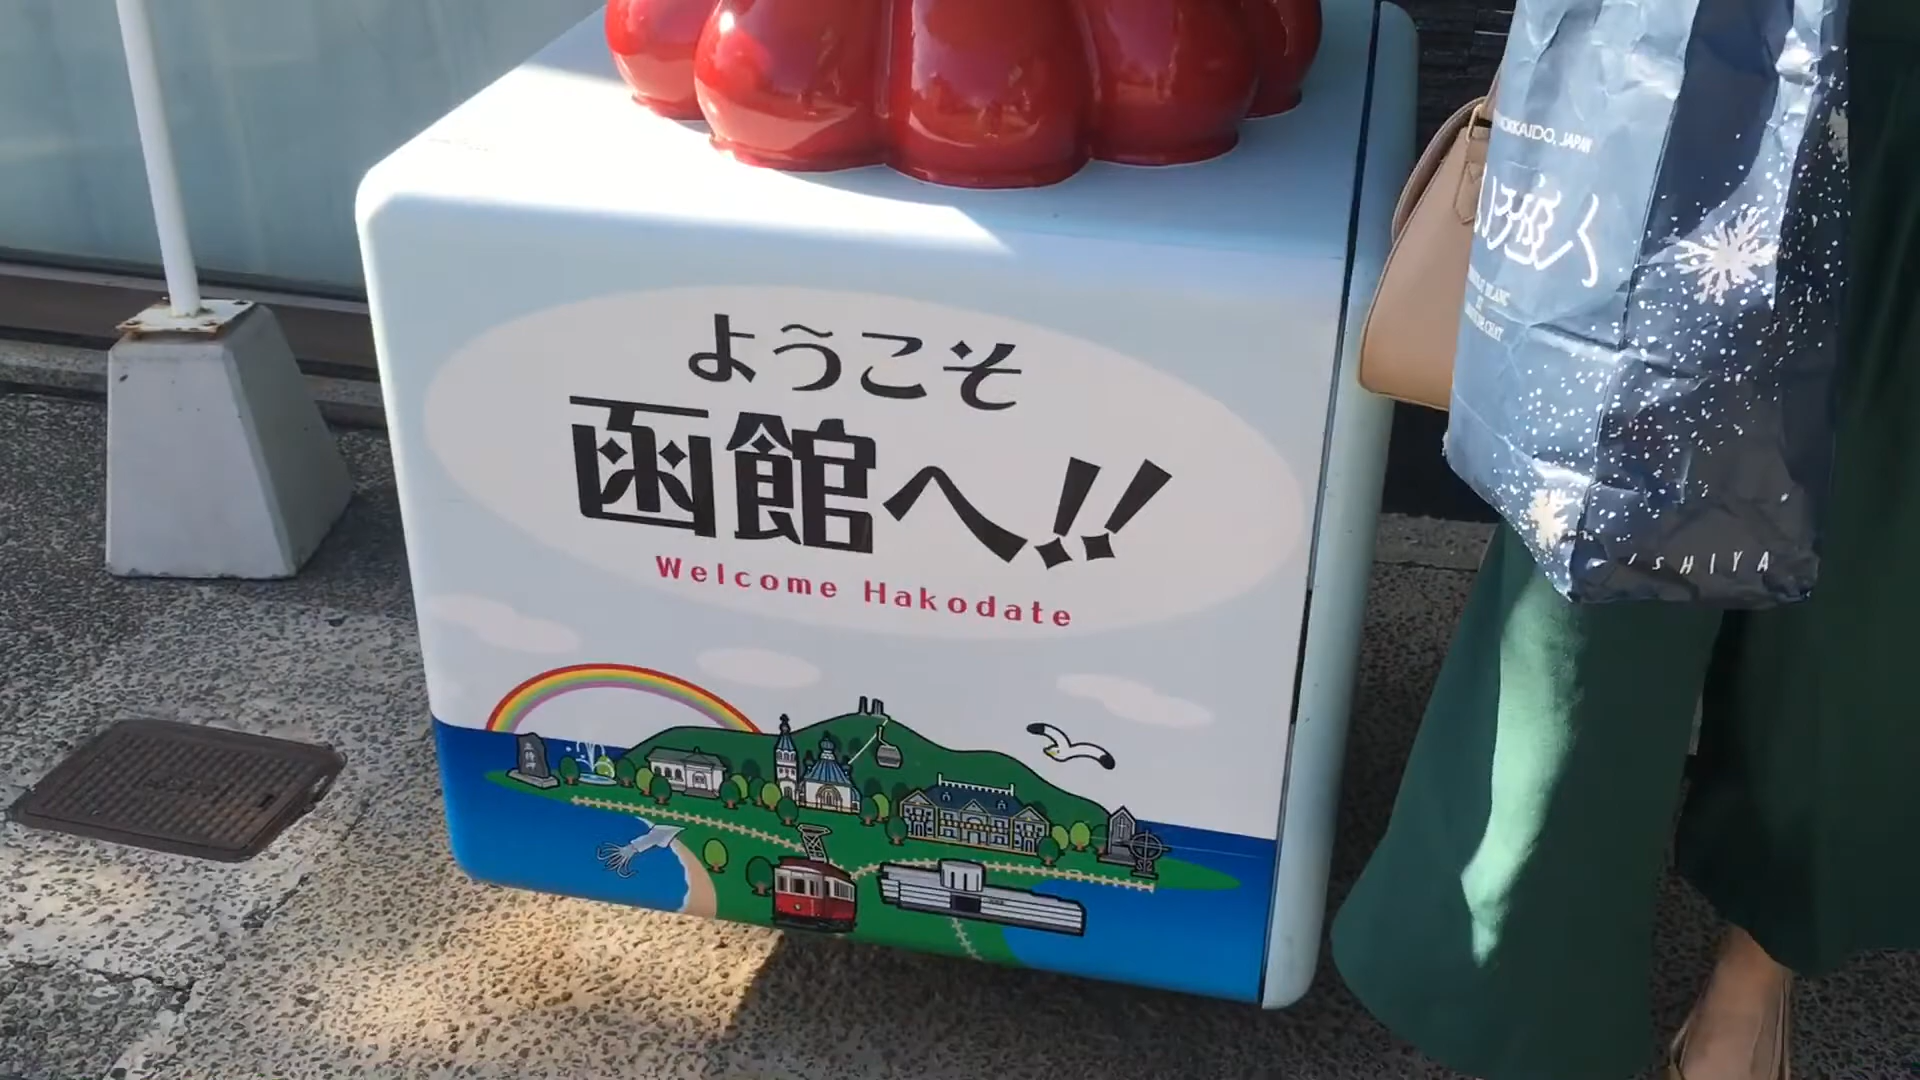 ようこそ
函館へ!!
Welcome Hakodate
HOKKAIDO, JAPAN
ISHIYA